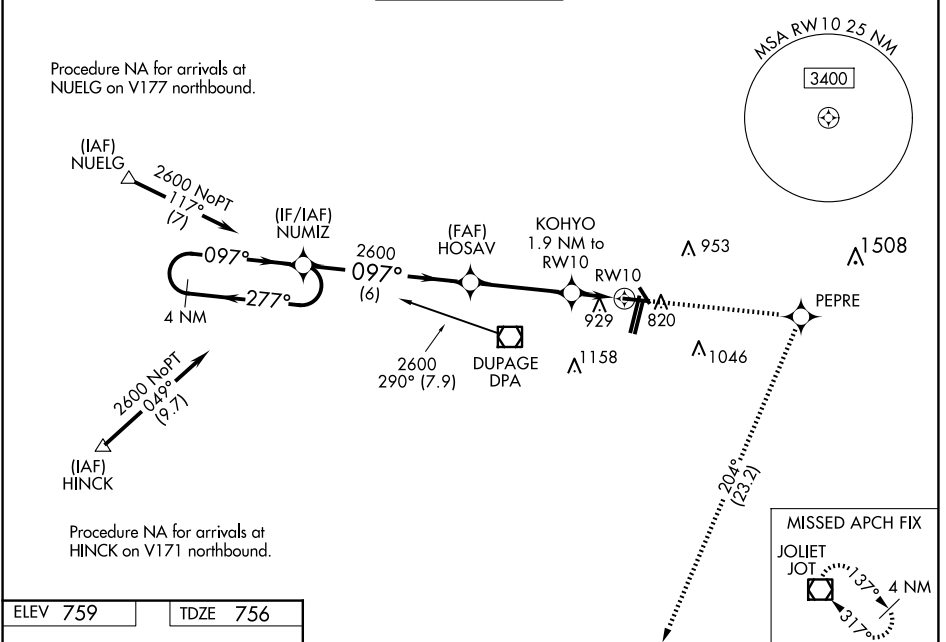 MSA RW10 25 NM
3400
Procedure NA for arrivals at
NUELG on V177 northbound.
(IAF)
NUELG
2600 NoPT
117°
(7)
(IF/IAF)
NUMIZ
097°
277°
4 NM
2600
097°
(6)
(FAF)
HOSAV
KOHYO
1.9 NM to
RW10
RW10
953
1508
929
820
PEPRE
1158
1046
DUPAGE
DPA
2600
290° (7.9)
2600 NoPT
049°
(9.7)
(IAF)
HINCK
204°
(23.2)
Procedure NA for arrivals at
HINCK on V171 northbound.
MISSED APCH FIX
JOLIET
JOT
137°
4 NM
317°
ELEV 759
TDZE 756